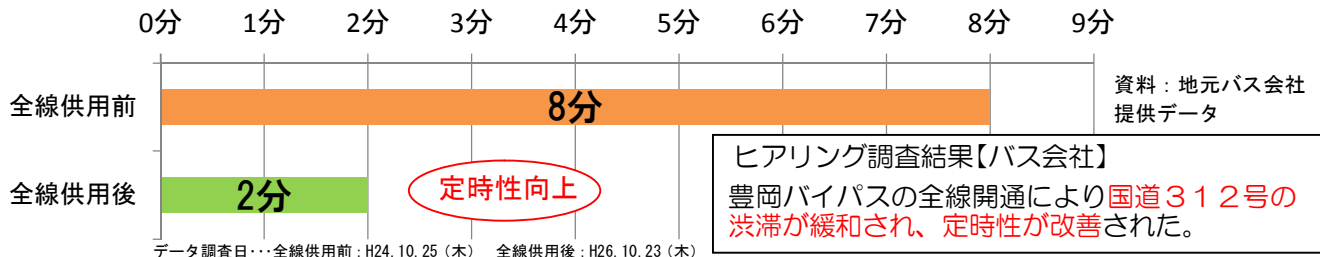 0分 1分 2分 3分 4分 5分 6分 7分 8分 9分
全線供用前
8分
資料：地元バス会社
提供データ
全線供用後
2分
定時性向上
ヒアリング調査結果【バス会社】
豊岡バイパスの全線開通により国道３１２号の
渋滞が緩和され、定時性が改善された。
データ調査日･･･全線供用前：H24.10.25（木） 全線供用後：H26.10.23（木）